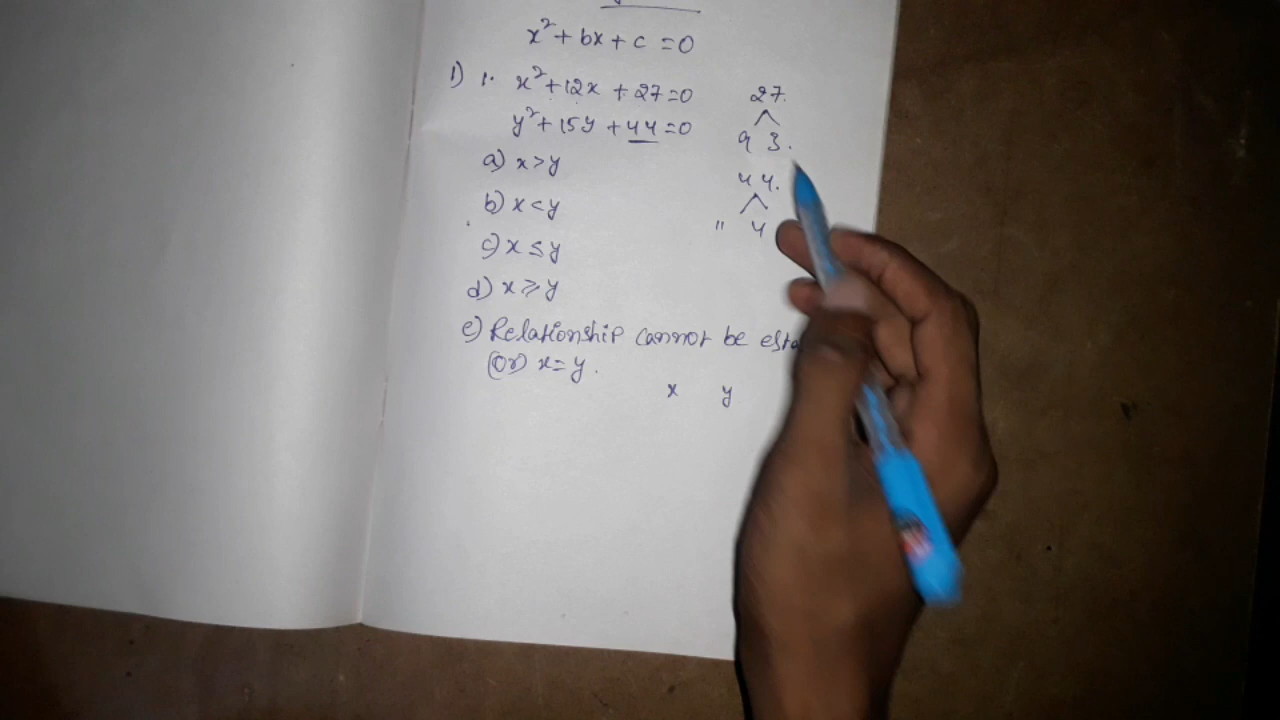 x²+ bx + c = 0
1) 1. x²+12x + 27=0
y²+15y + 44=0
a) x>y
b) x<y
c) x ≤ y
d) x ≥ y
e) Relationship cannot be
(or) x = y.
x y
27.
9 3.
44.
11 4